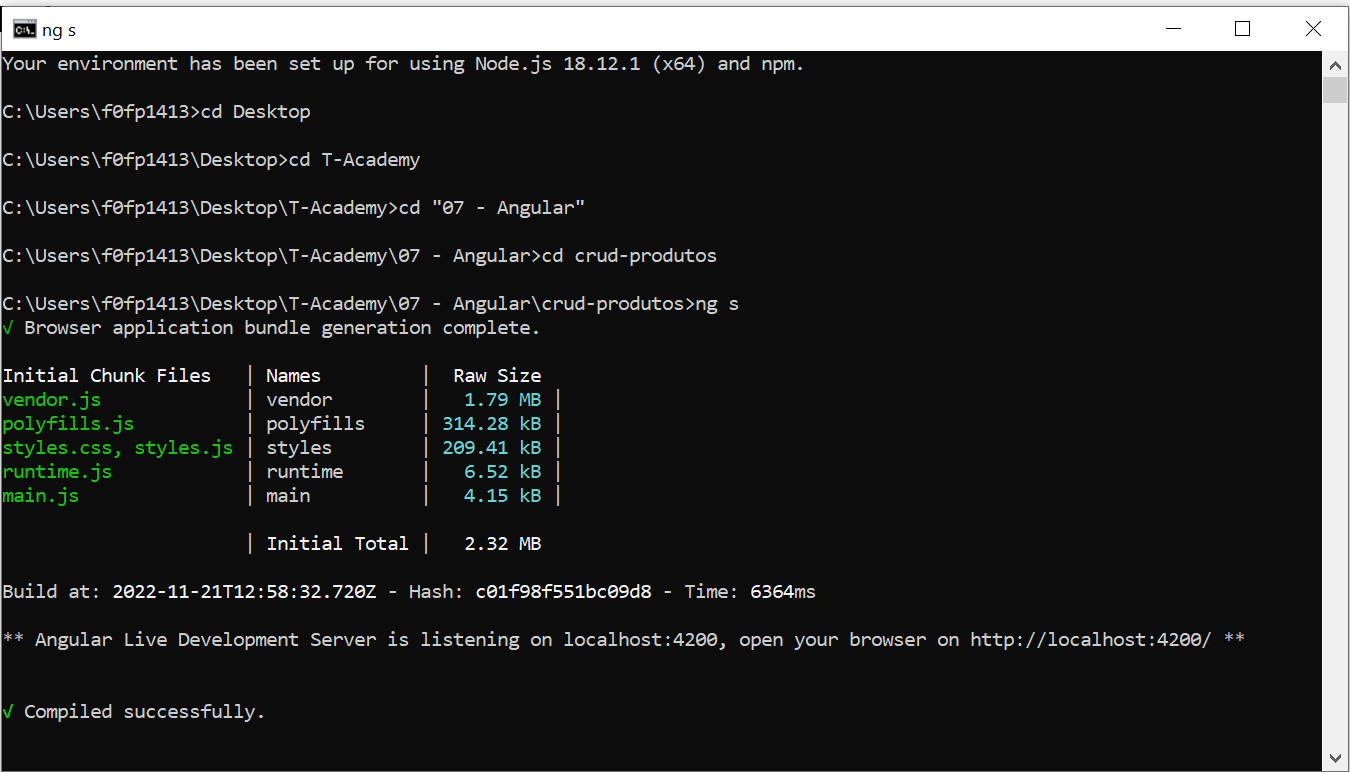 ng s
Your environment has been set up for using Node.js 18.12.1 (x64) and npm.
C:\Users\f0fp1413>cd Desktop
C:\Users\f0fp1413\Desktop>cd T-Academy
C:\Users\f0fp1413\Desktop\T-Academy>cd "07 - Angular"
C:\Users\f0fp1413\Desktop\T-Academy\07 - Angular>cd crud-produtos
C:\Users\f0fp1413\Desktop\T-Academy\07 - Angular\crud-produtos>ng s
√ Browser application bundle generation complete.
Initial Chunk Files   | Names         |  Raw Size
vendor.js             | vendor        |   1.79 MB |
polyfills.js          | polyfills     | 314.28 kB |
styles.css, styles.js | styles        | 209.41 kB |
runtime.js            | runtime       |   6.52 kB |
main.js               | main          |   4.15 kB |
| Initial Total |   2.32 MB
Build at: 2022-11-21T12:58:32.720Z - Hash: c01f98f551bc09d8 - Time: 6364ms
** Angular Live Development Server is listening on localhost:4200, open your browser on http://localhost:4200/ **
√ Compiled successfully.